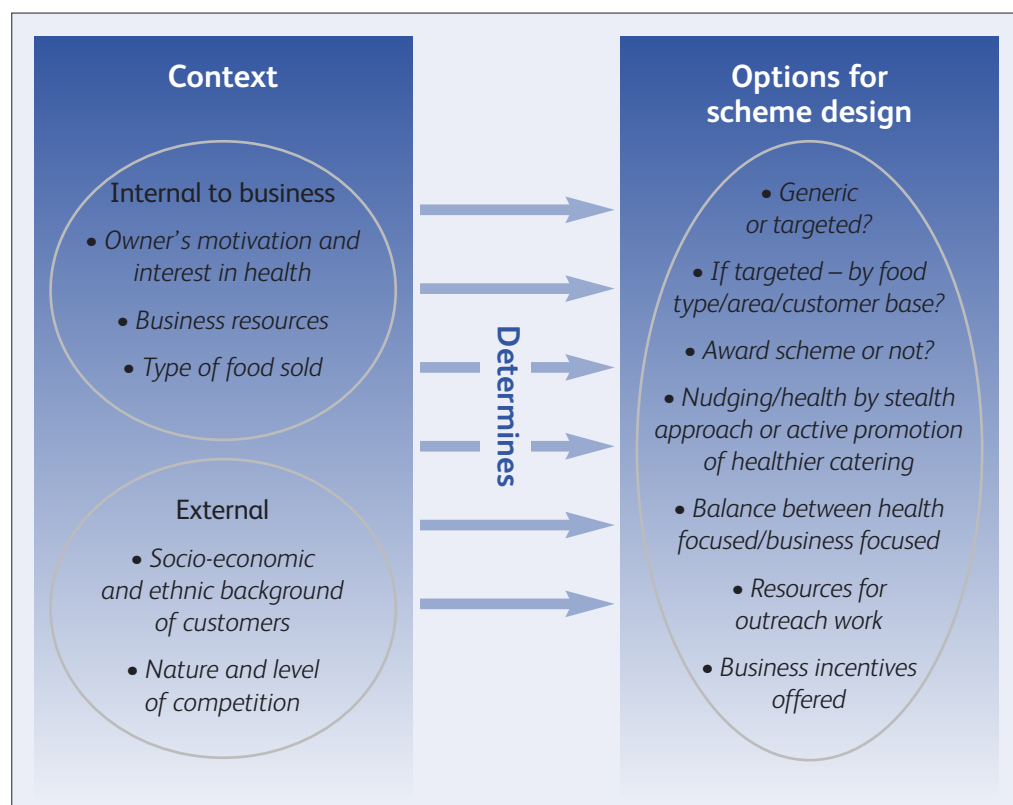 Context
Internal to business
• Owner’s motivation and
interest in health
• Business resources
• Type of food sold
External
• Socio-economic
and ethnic background
of customers
• Nature and level
of competition
Determines
Options for
scheme design
• Generic
or targeted?
• If targeted – by food
type/area/customer base?
• Award scheme or not?
• Nudging/health by stealth
approach or active promotion
of healthier catering
• Balance between health
focused/business focused
• Resources for
outreach work
• Business incentives
offered